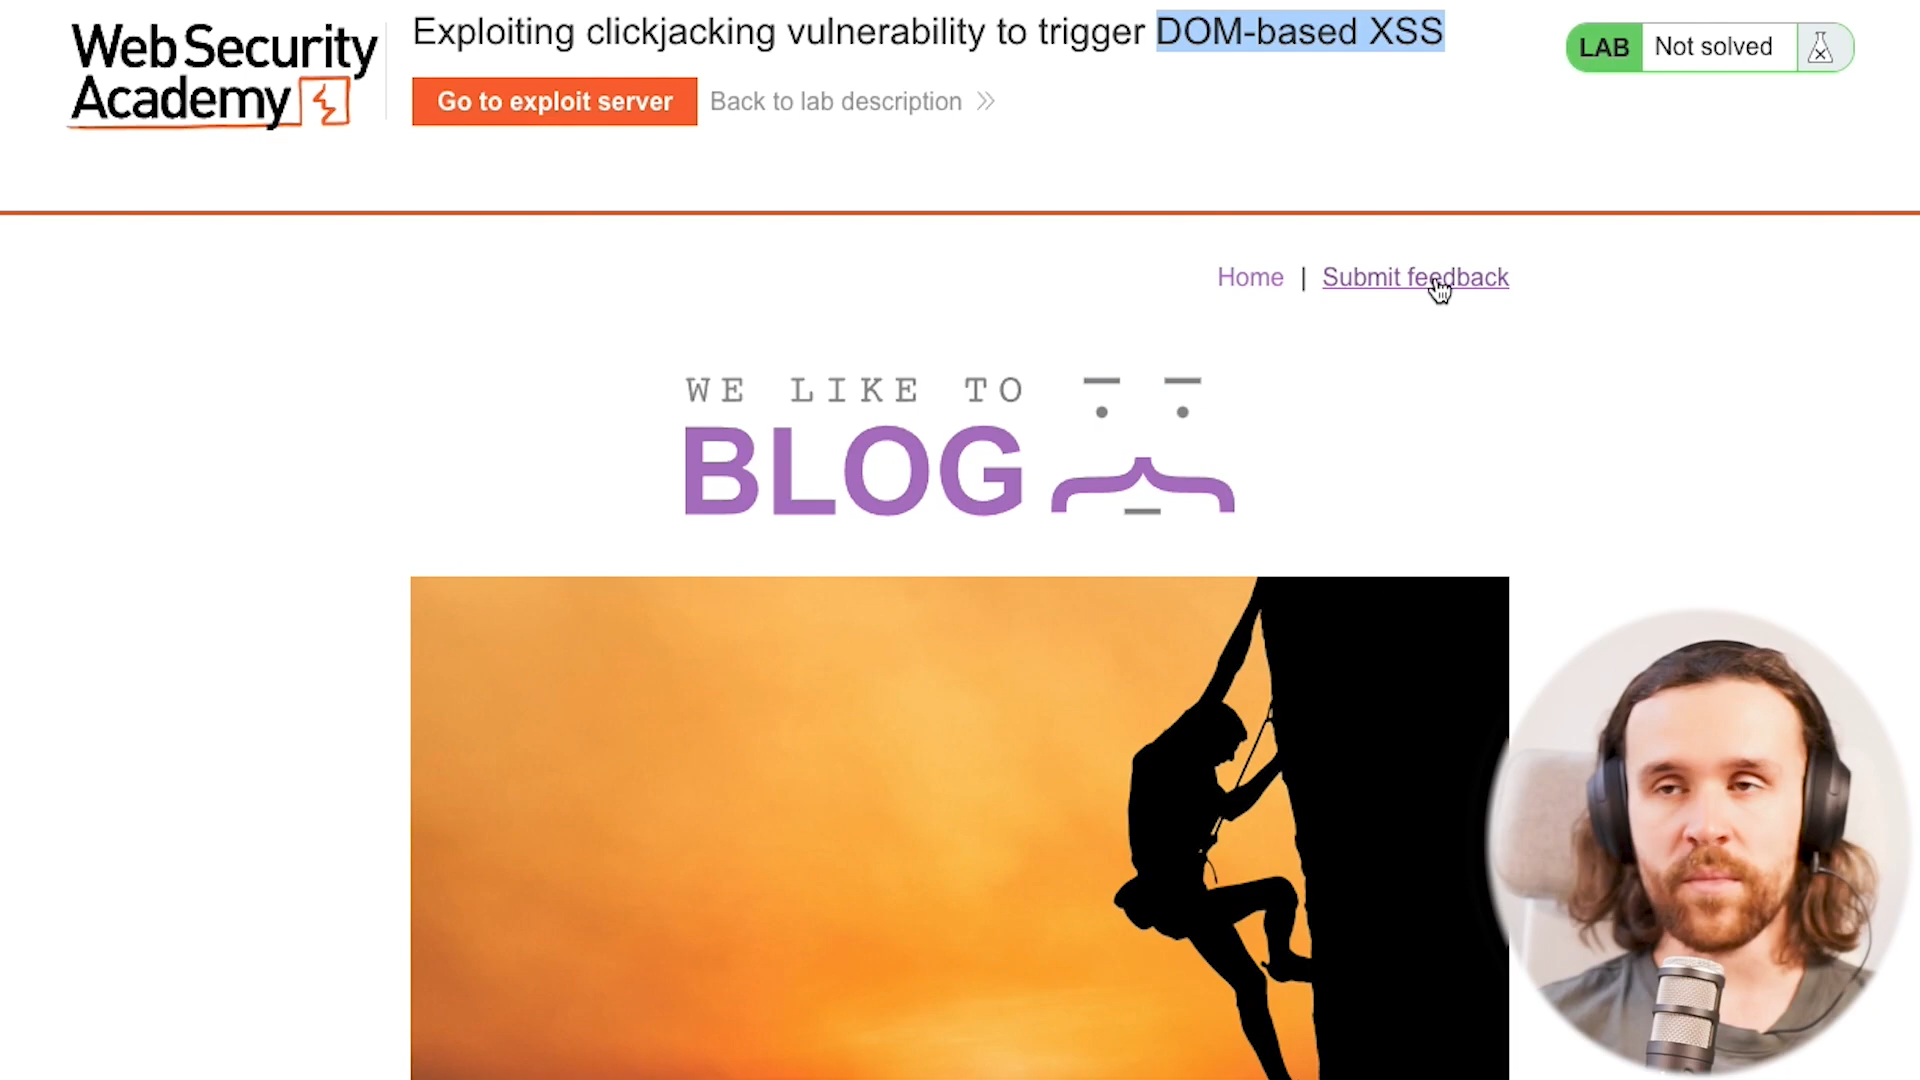 Web Security
Academy
Exploiting clickjacking vulnerability to trigger DOM-based XSS
Go to exploit server
Back to lab description
LAB Not solved
Home | Submit feedback
WE LIKE TO
BLOG